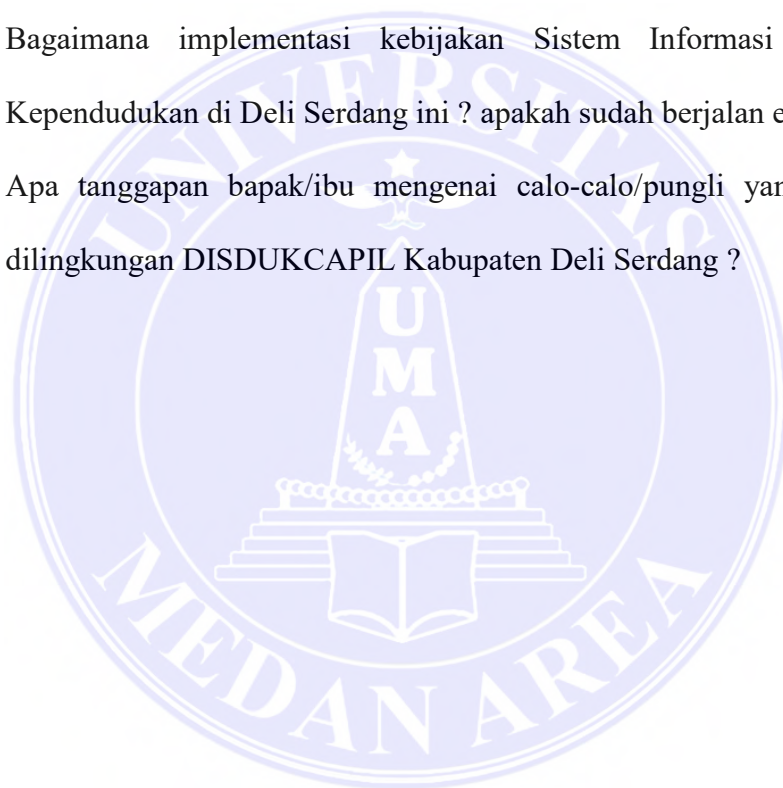 Bagaimana implementasi kebijakan Sistem Informasi
Kependudukan di Deli Serdang ini ? apakah sudah berjalan
Apa tanggapan bapak/ibu mengenai calo-calo/pungli
dilingkungan DISDUKCAPIL Kabupaten Deli Serdang ?
UNIVERSITAS
UMA
MEDAN AREA